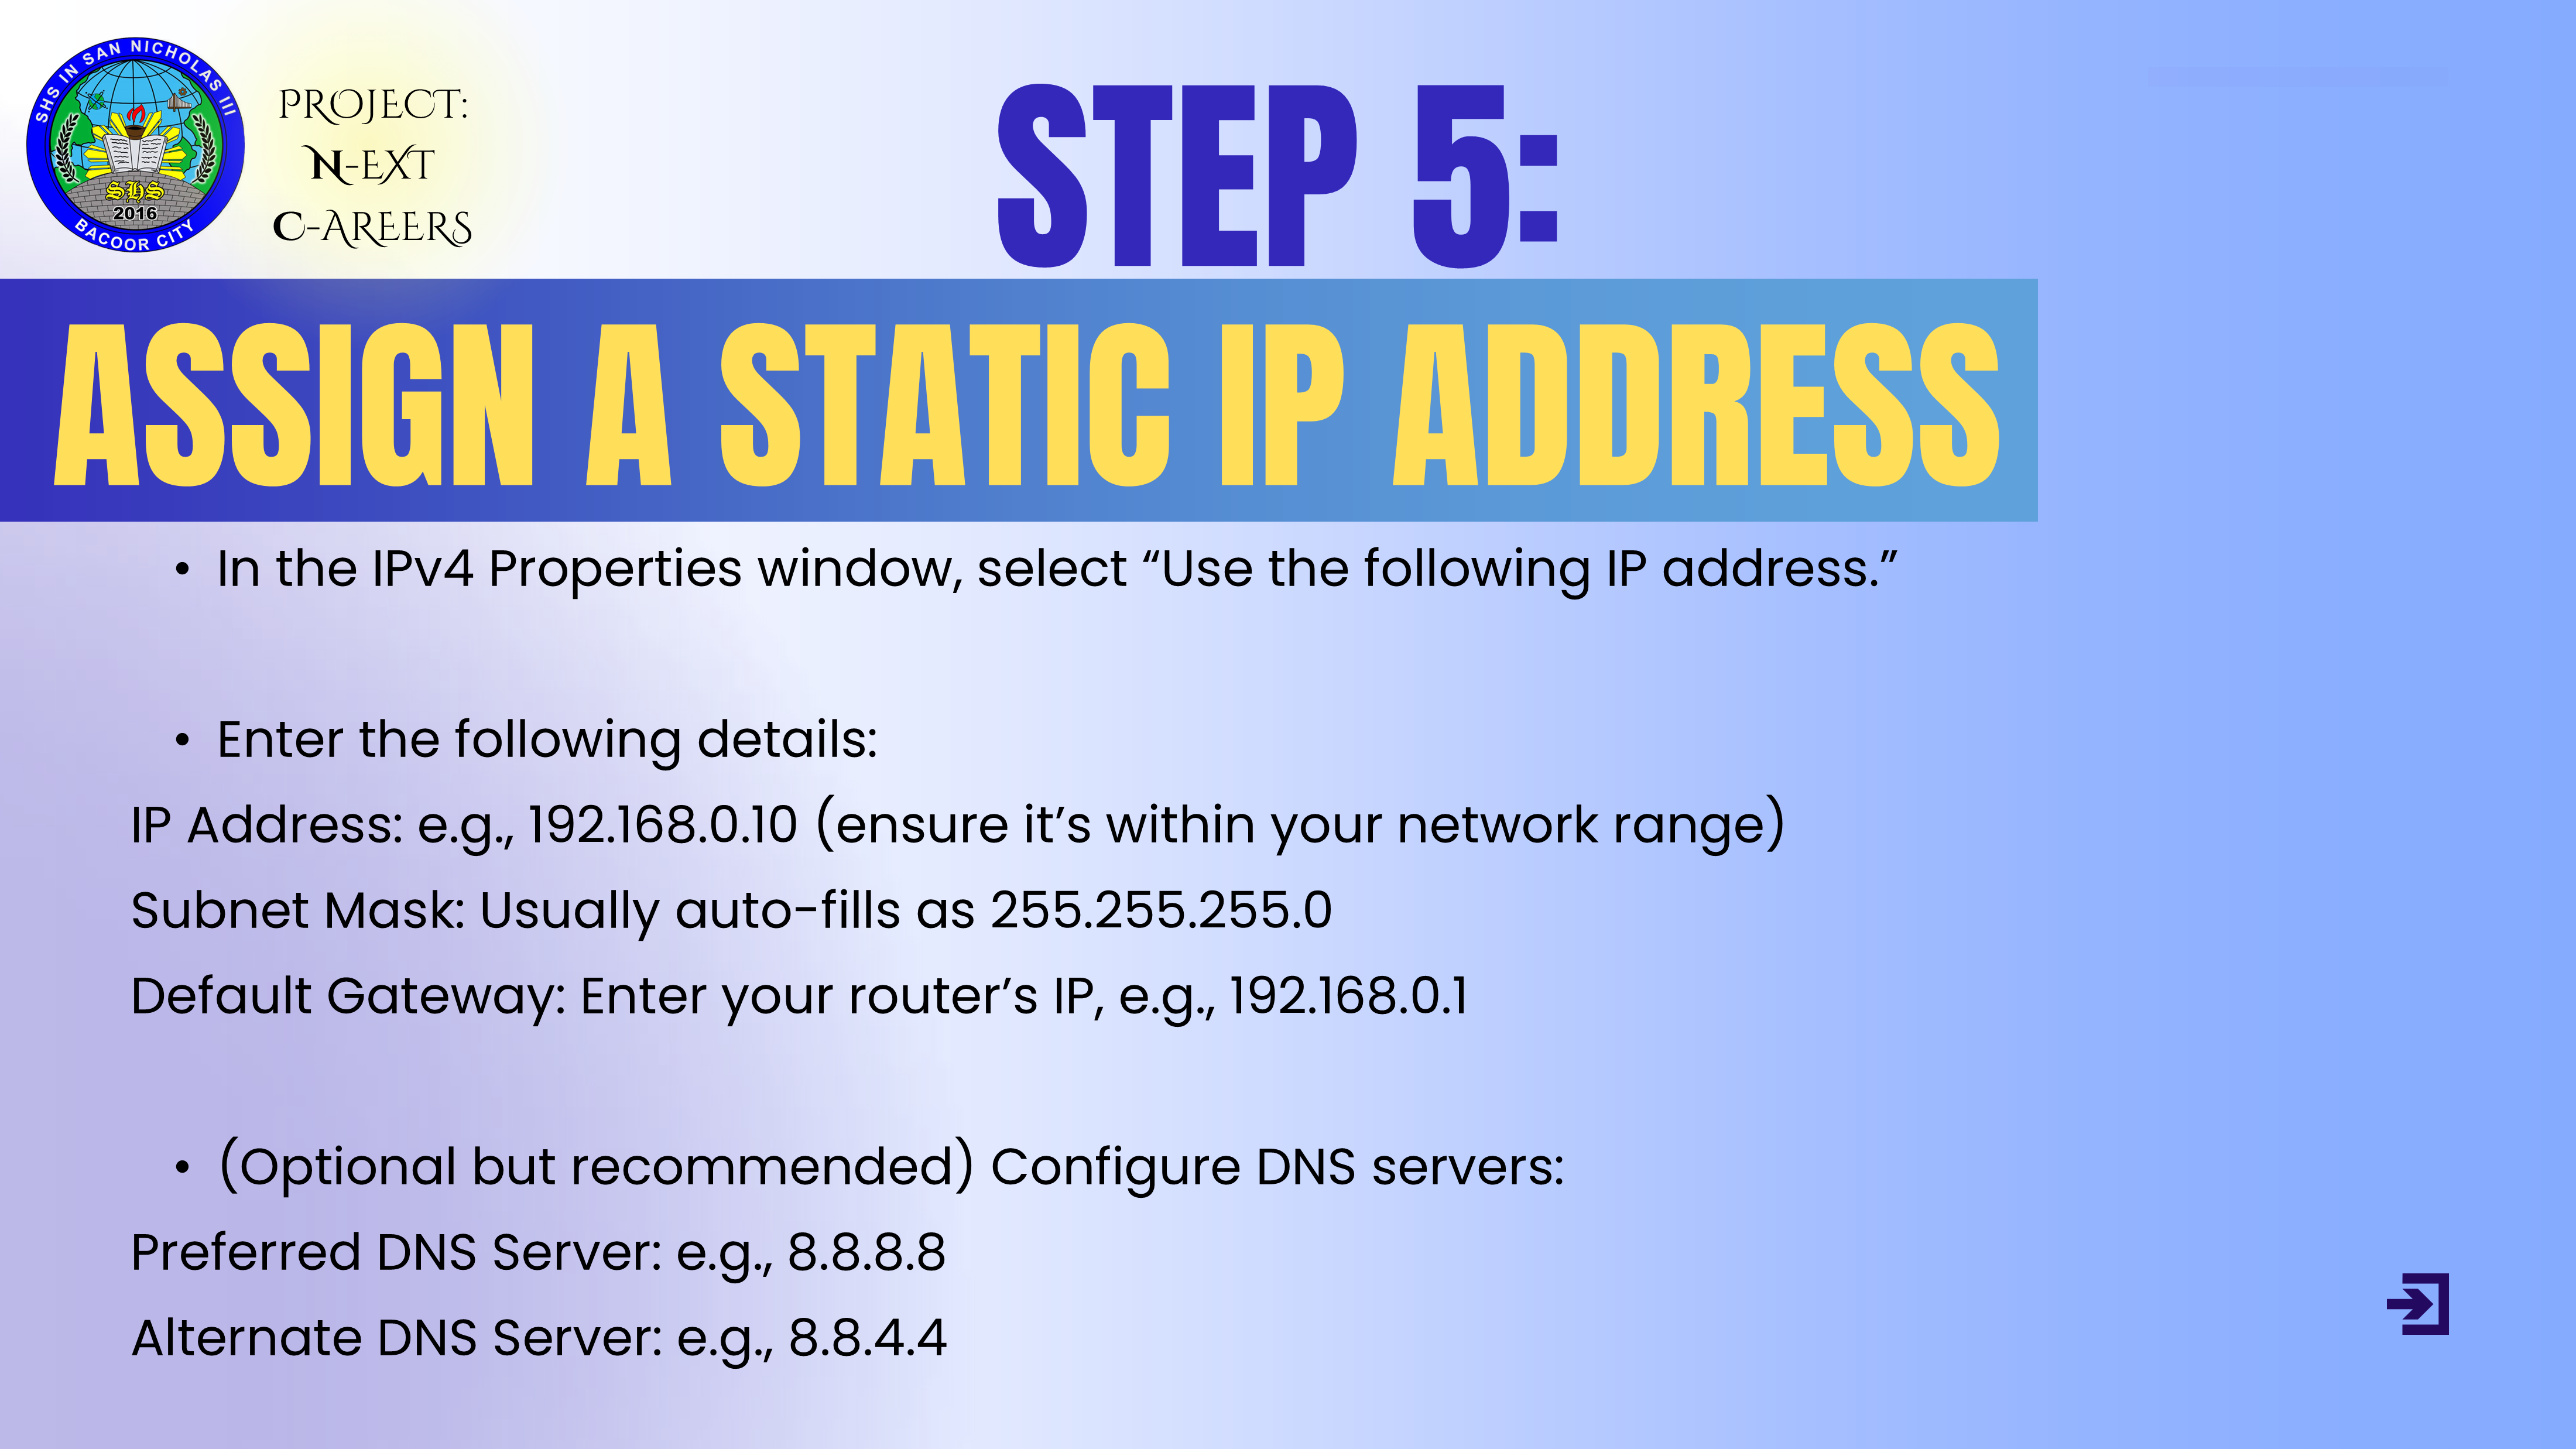 SHS IN SAN NICHOLAS III
SHS
2016
BACOOR CITY
PROJECT:
N-EXT
C-AREERS
STEP 5:
ASSIGN A STATIC IP ADDRESS
• In the IPv4 Properties window, select “Use the following IP address.”
• Enter the following details:
IP Address: e.g., 192.168.0.10 (ensure it’s within your network range)
Subnet Mask: Usually auto-fills as 255.255.255.0
Default Gateway: Enter your router’s IP, e.g., 192.168.0.1
• (Optional but recommended) Configure DNS servers:
Preferred DNS Server: e.g., 8.8.8.8
Alternate DNS Server: e.g., 8.8.4.4